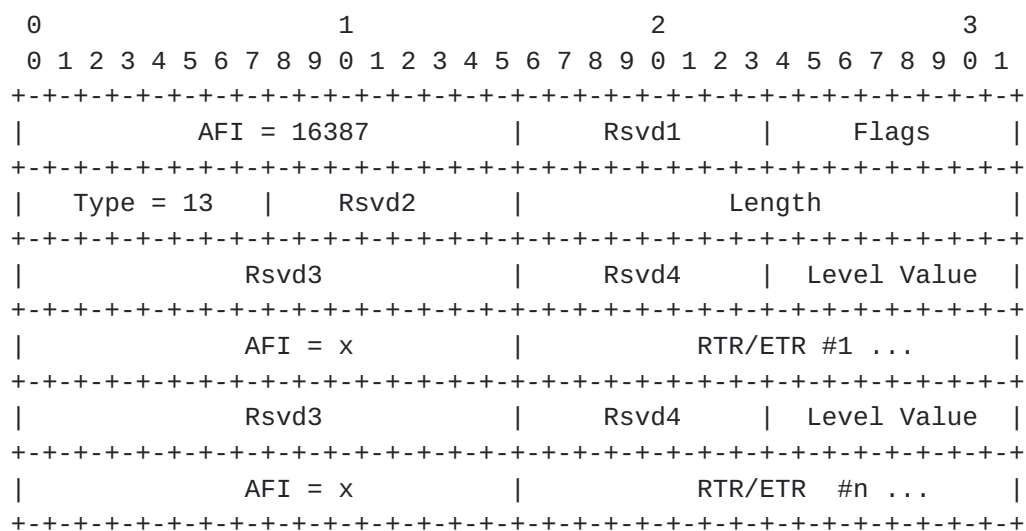 0                   1                   2                   3
 0 1 2 3 4 5 6 7 8 9 0 1 2 3 4 5 6 7 8 9 0 1 2 3 4 5 6 7 8 9 0 1
+-+-+-+-+-+-+-+-+-+-+-+-+-+-+-+-+-+-+-+-+-+-+-+-+-+-+-+-+-+-+-+-+
|           AFI = 16387         |     Rsvd1     |     Flags     |
+-+-+-+-+-+-+-+-+-+-+-+-+-+-+-+-+-+-+-+-+-+-+-+-+-+-+-+-+-+-+-+-+
|   Type = 13   |    Rsvd2      |             Length            |
+-+-+-+-+-+-+-+-+-+-+-+-+-+-+-+-+-+-+-+-+-+-+-+-+-+-+-+-+-+-+-+-+
|              Rsvd3            |     Rsvd4     |  Level Value  |
+-+-+-+-+-+-+-+-+-+-+-+-+-+-+-+-+-+-+-+-+-+-+-+-+-+-+-+-+-+-+-+-+
|              AFI = x          |           RTR/ETR #1 ...      |
+-+-+-+-+-+-+-+-+-+-+-+-+-+-+-+-+-+-+-+-+-+-+-+-+-+-+-+-+-+-+-+-+
|              Rsvd3            |     Rsvd4     |  Level Value  |
+-+-+-+-+-+-+-+-+-+-+-+-+-+-+-+-+-+-+-+-+-+-+-+-+-+-+-+-+-+-+-+-+
|              AFI = x          |           RTR/ETR  #n ...     |
+-+-+-+-+-+-+-+-+-+-+-+-+-+-+-+-+-+-+-+-+-+-+-+-+-+-+-+-+-+-+-+-+